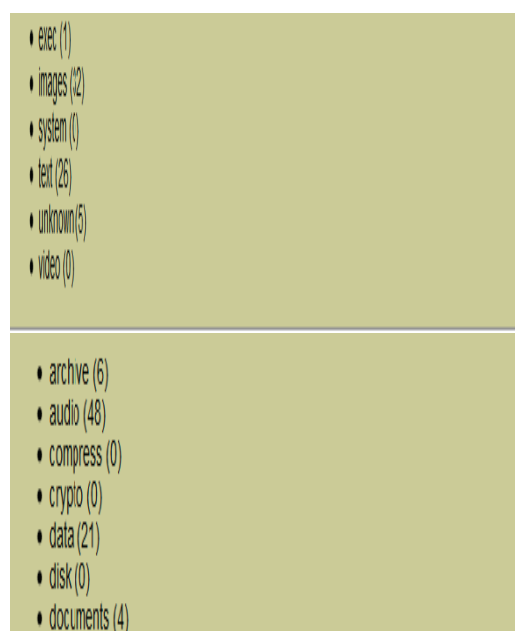 • exec (1)
• images
• system
• text (26)
• unknown (5)
• video (0)
• archive (6)
• audio (48)
• compress (0)
• crypto (0)
• data (21)
• disk (0)
• documents (4)